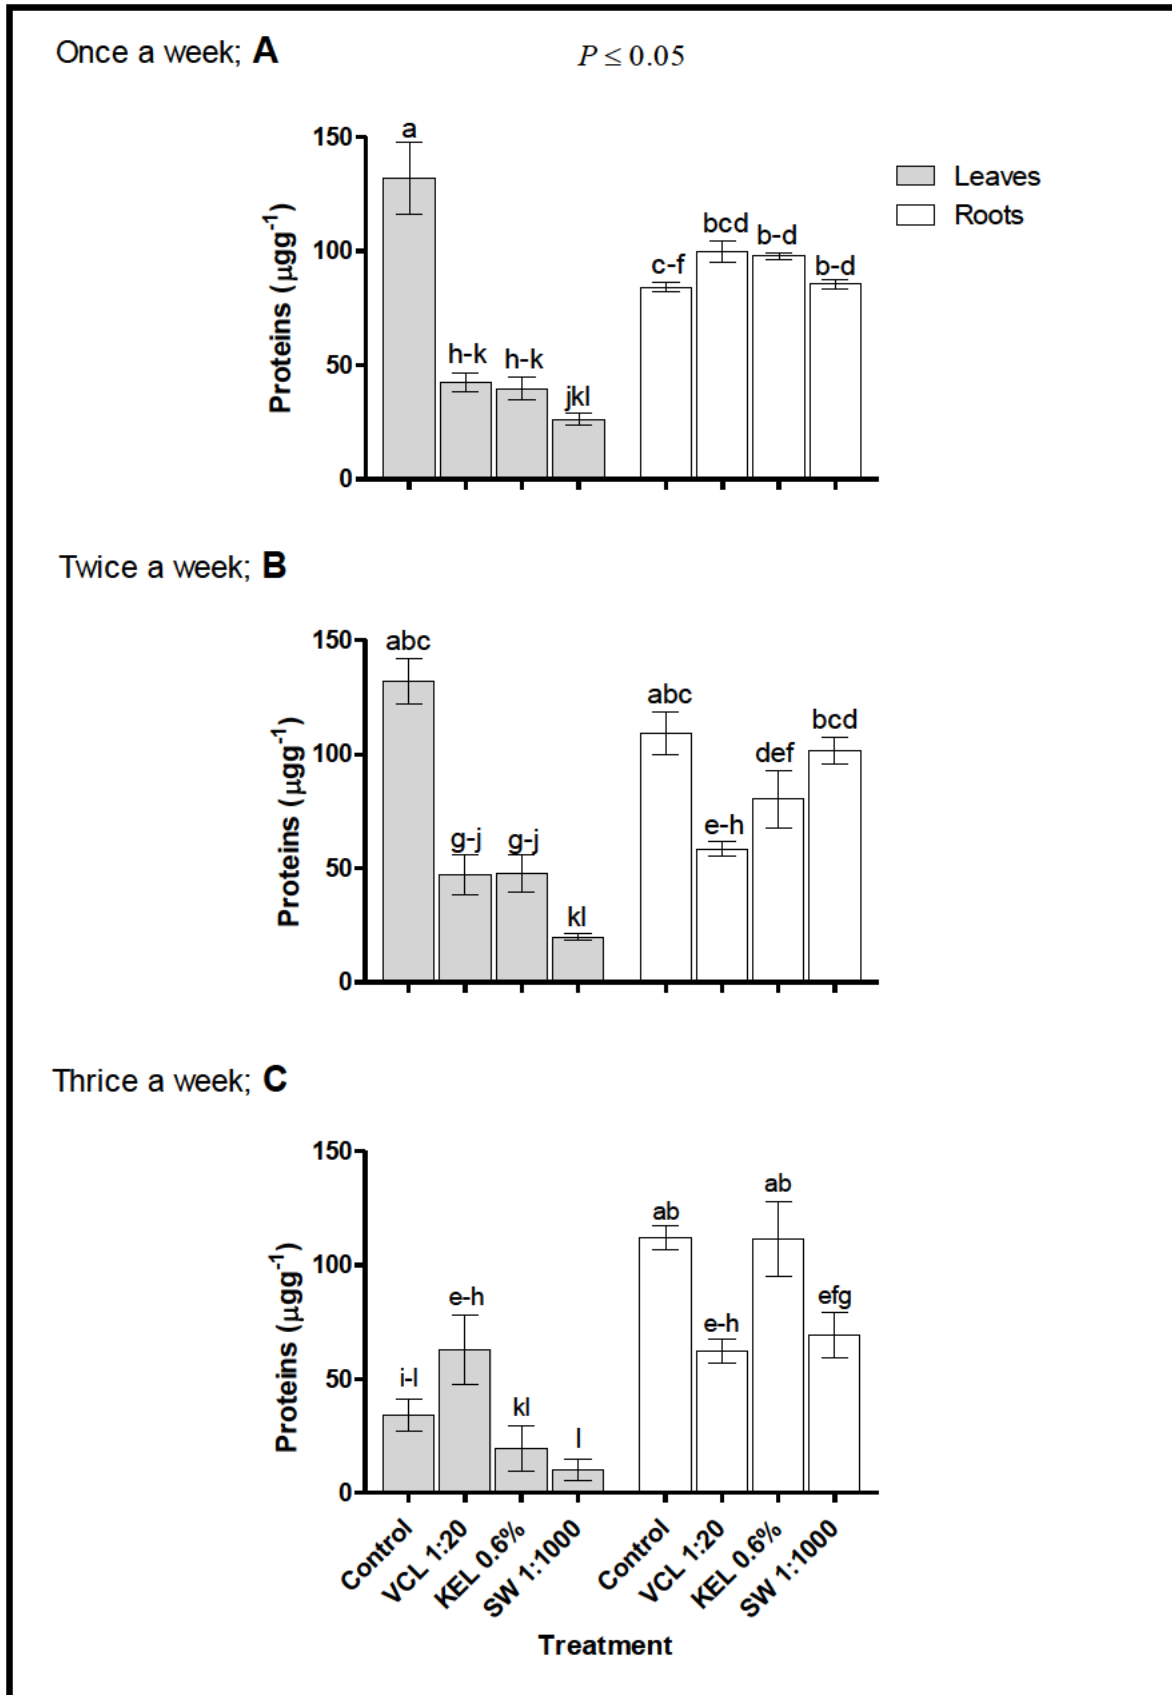 Once a week; A
P ≤ 0.05
Proteins (µgg-1)
150
100
50
0
a
h-k
h-k
jkl
c-f
bcd
b-d
b-d
Leaves
Roots
Twice a week; B
Proteins (µgg-1)
150
100
50
0
abc
g-j
g-j
kl
abc
e-h
def
bcd
Thrice a week; C
Proteins (µgg-1)
150
100
50
0
i-l
e-h
kl
l
ab
e-h
ab
efg
Control
VCL 1:20
KEL 0.6%
SW 1:1000
Control
VCL 1:20
KEL 0.6%
SW 1:1000
Treatment